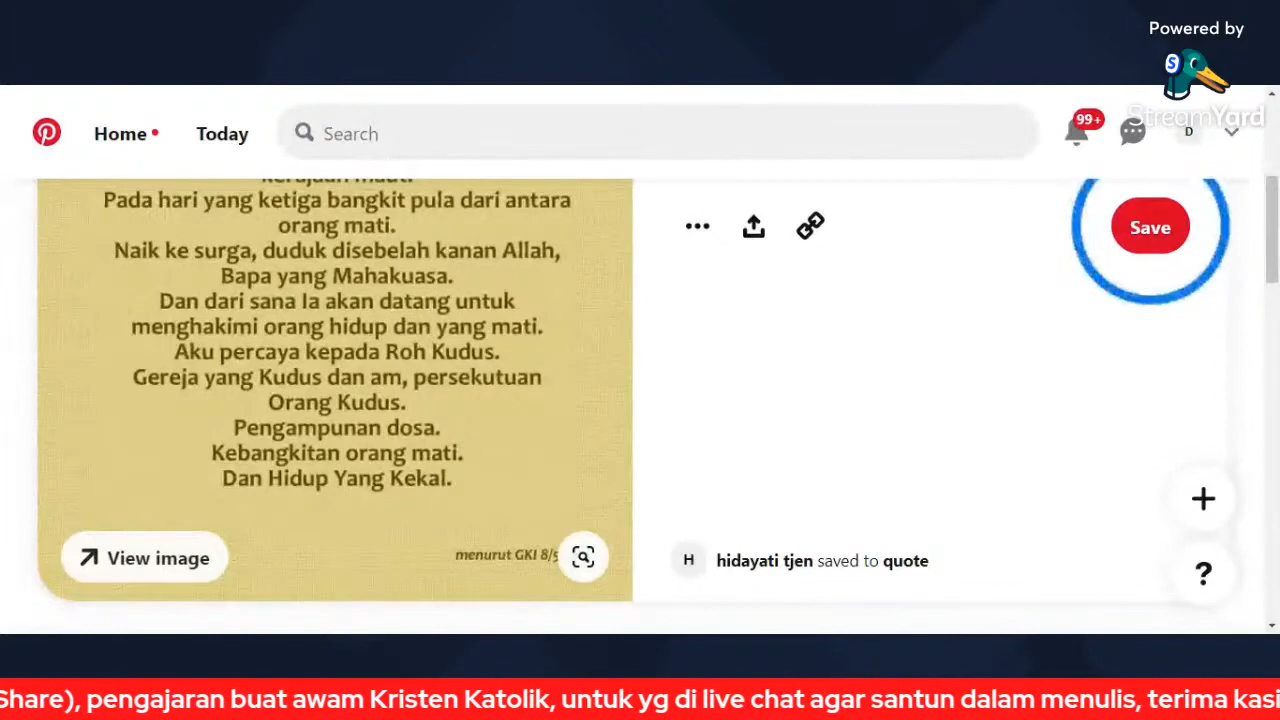 Powered by
StreamYard
Home
Today
Search
99+
D
kerajaan maut.
Pada hari yang ketiga bangkit pula dari antara
orang mati.
Naik ke surga, duduk disebelah kanan Allah,
Bapa yang Mahakuasa.
Dan dari sana Ia akan datang untuk
menghakimi orang hidup dan yang mati.
Aku percaya kepada Roh Kudus.
Gereja yang Kudus dan am, persekutuan
Orang Kudus.
Pengampunan dosa.
Kebangkitan orang mati.
Dan Hidup Yang Kekal.
Save
View image
menurut GKI 8/5
H
hidayati tjen saved to quote
+
?
Share), pengajaran buat awam Kristen Katolik, untuk yg di live chat agar santun dalam menulis, terima kasi